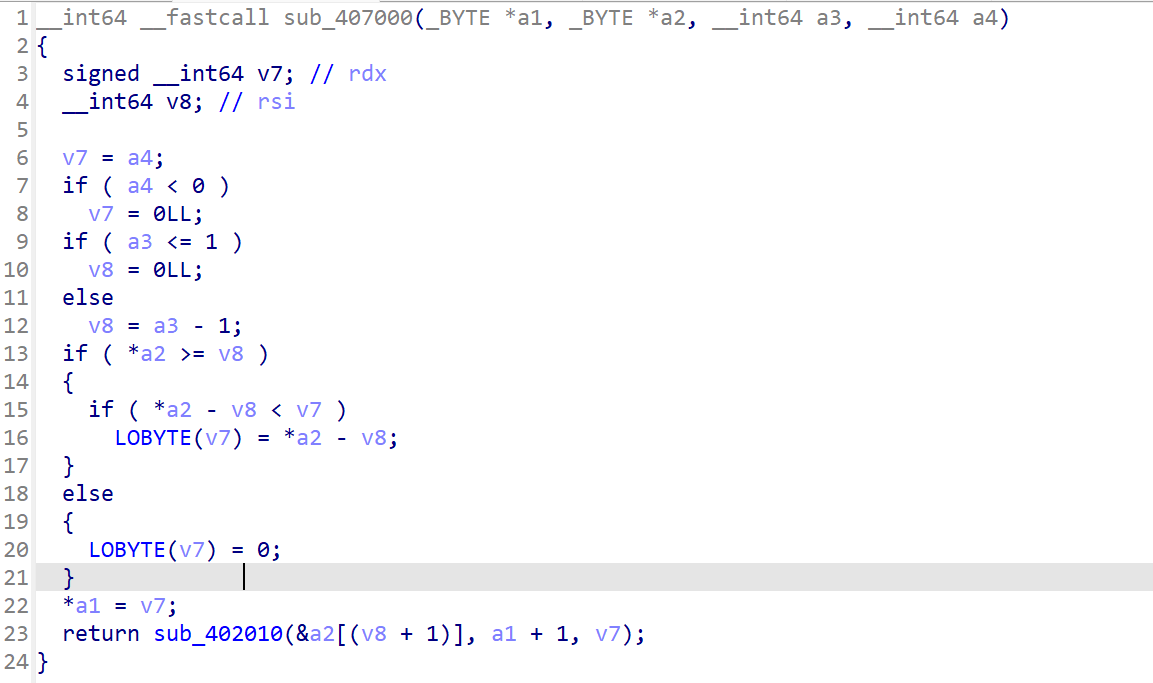 1 __int64 __fastcall sub_407000(_BYTE *a1, _BYTE *a2, __int64 a3, __int64 a4)
2 {
3   signed __int64 v7; // rdx
4   __int64 v8; // rsi
5
6   v7 = a4;
7   if ( a4 < 0 )
8     v7 = 0LL;
9   if ( a3 <= 1 )
10     v8 = 0LL;
11   else
12     v8 = a3 - 1;
13   if ( *a2 >= v8 )
14   {
15     if ( *a2 - v8 < v7 )
16       LOBYTE(v7) = *a2 - v8;
17   }
18   else
19   {
20     LOBYTE(v7) = 0;
21   }
22   *a1 = v7;
23   return sub_402010(&a2[(v8 + 1)], a1 + 1, v7);
24 }